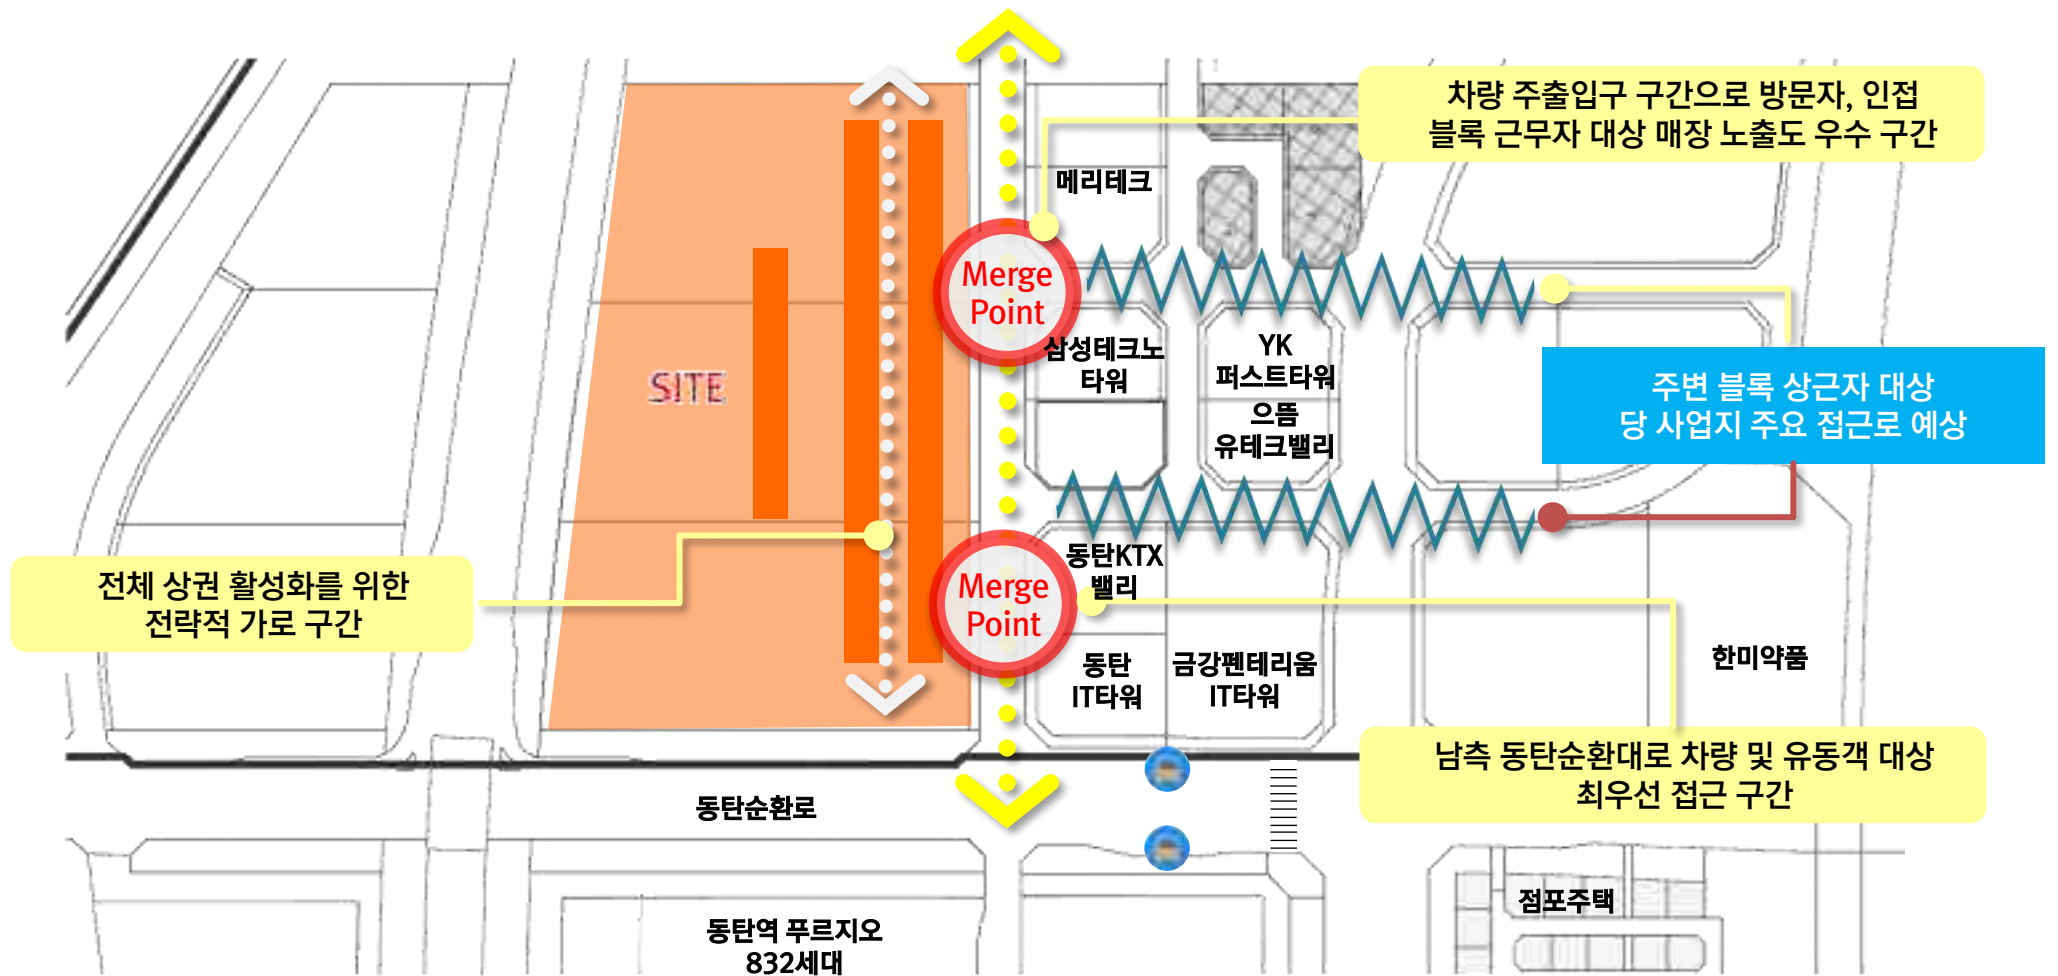 차량 주출입구 구간으로 방문자, 인접
블록 근무자 대상 매장 노출도 우수 구간
메리테크
Merge
Point
삼성테크노
타워
YK
퍼스트타워
으뜸
유테크밸리
SITE
주변 블록 상근자 대상
당 사업지 주요 접근로 예상
전체 상권 활성화를 위한
전략적 가로 구간
Merge
Point
동탄KTX
밸리
동탄
IT타워
금강펜테리움
IT타워
한미약품
남측 동탄순환대로 차량 및 유동객 대상
최우선 접근 구간
동탄순환로
점포주택
동탄역 푸르지오
832세대